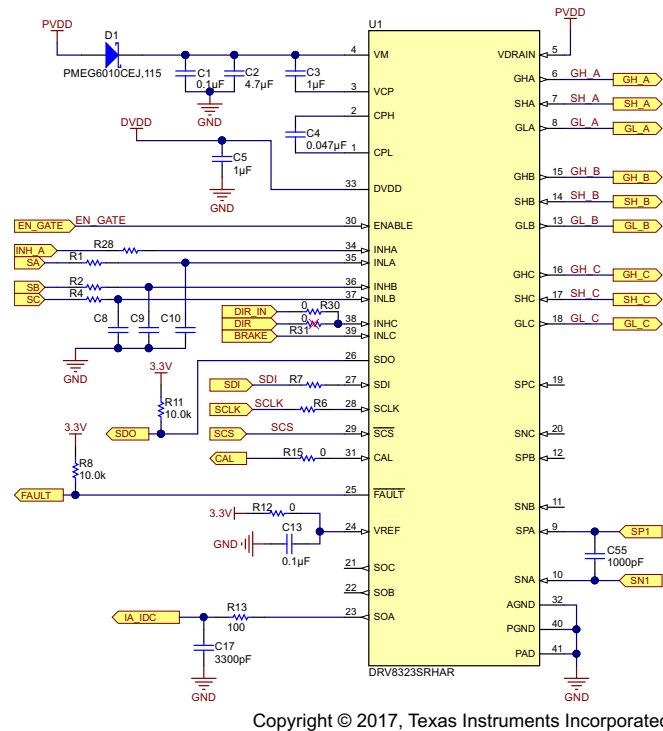 PVDD
U1
PVDD
D1
PMEG6010CEJ,115
4 VM
VDRAIN 5
C1
0.1µF
C2
4.7µF
C3
1µF
GND
3 VCP
GHA 6 GH_A GH_A
2 CPH
SHA 7 SH_A SH_A
C4
0.047µF
GLA 8 GL_A GL_A
DVDD
1 CPL
C5
1µF
GHB 15 GH_B GH_B
33 DVDD
GND
SHB 14 SH_B SH_B
EN_GATE EN_GATE 30 ENABLE
GLB 13 GL_B GL_B
INH_A R28 34 INHA
SA R1 35 INLA
GHC 16 GH_C GH_C
SB R2 36 INHB
SC R4 37 INLB
SHC 17 SH_C SH_C
C8 C9 C10
DIR_IN 0 R30
DIR 0 38 INHC
GLC 18 GL_C GL_C
BRAKE R31 39 INLC
GND
26 SDO
3.3V
R11
10.0k
SDI SDI R7 27 SDI
SPC 19
SCLK SCLK R6 28 SCLK
3.3V
SDO
SCS SCS 29 SCS
SNC 20
R8
10.0k
CAL R15 0 31 CAL
SPB 12
FAULT 25 FAULT
SNB 11
3.3V R12 0
24 VREF
SPA 9 SP1
GND C13
0.1µF
C55
1000pF
21 SOC
SNA 10 SN1
22 SOB
AGND 32
IA_IDC R13
100
23 SOA
PGND 40
C17
3300pF
PAD 41
GND
DRV8323SRHAR
GND
Copyright © 2017, Texas Instruments Incorporated